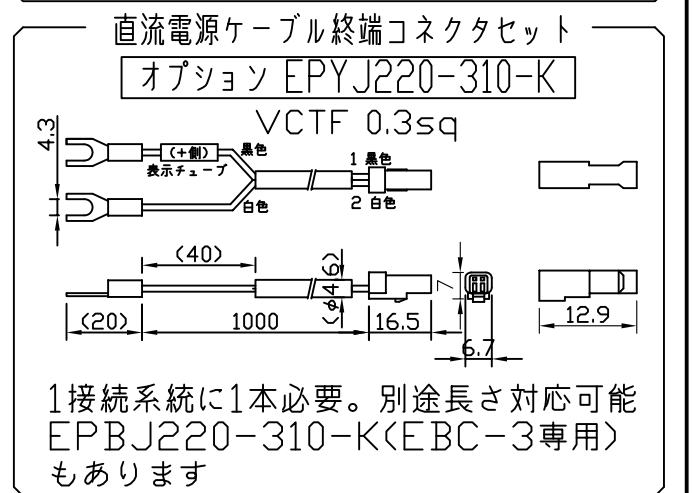 直流電源ケーブル終端コネクタセット
オプション EPYJ220-310-K
VCTF 0.3sq
4.3
(+側)
黒色
表示チューブ
白色
1 黒色
2 白色
(40)
(φ4.6)
7
(20)
1000
16.5
6.7
12.9
1接続系統に1本必要。別途長さ対応可能
EPBJ220-310-K(EBC-3専用)
もあります